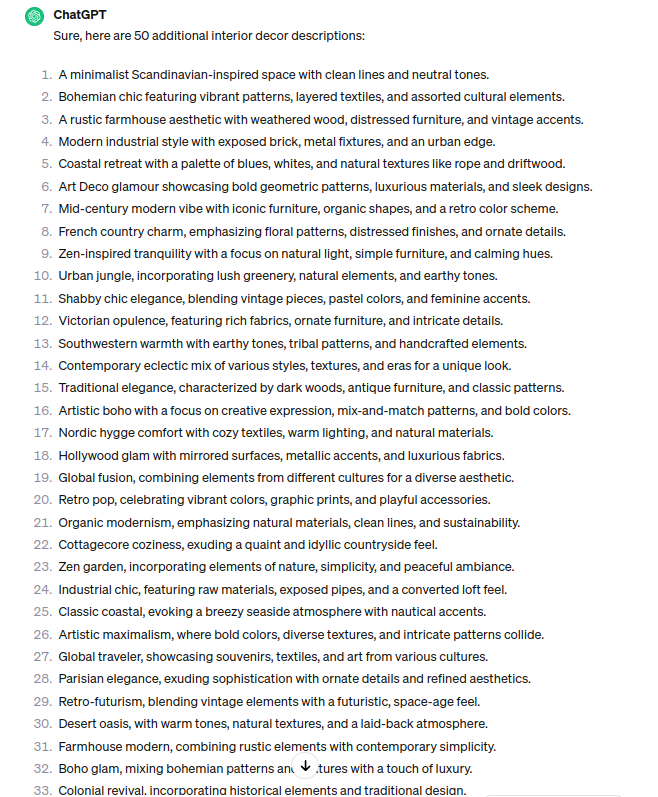 ChatGPT
Sure, here are 50 additional interior decor descriptions:
1. A minimalist Scandinavian-inspired space with clean lines and neutral tones.
2. Bohemian chic featuring vibrant patterns, layered textiles, and assorted cultural elements.
3. A rustic farmhouse aesthetic with weathered wood, distressed furniture, and vintage accents.
4. Modern industrial style with exposed brick, metal fixtures, and an urban edge.
5. Coastal retreat with a palette of blues, whites, and natural textures like rope and driftwood.
6. Art Deco glamour showcasing bold geometric patterns, luxurious materials, and sleek designs.
7. Mid-century modern vibe with iconic furniture, organic shapes, and a retro color scheme.
8. French country charm, emphasizing floral patterns, distressed finishes, and ornate details.
9. Zen-inspired tranquility with a focus on natural light, simple furniture, and calming hues.
10. Urban jungle, incorporating lush greenery, natural elements, and earthy tones.
11. Shabby chic elegance, blending vintage pieces, pastel colors, and feminine accents.
12. Victorian opulence, featuring rich fabrics, ornate furniture, and intricate details.
13. Southwestern warmth with earthy tones, tribal patterns, and handcrafted elements.
14. Contemporary eclectic mix of various styles, textures, and eras for a unique look.
15. Traditional elegance, characterized by dark woods, antique furniture, and classic patterns.
16. Artistic boho with a focus on creative expression, mix-and-match patterns, and bold colors.
17. Nordic hygge comfort with cozy textiles, warm lighting, and natural materials.
18. Hollywood glam with mirrored surfaces, metallic accents, and luxurious fabrics.
19. Global fusion, combining elements from different cultures for a diverse aesthetic.
20. Retro pop, celebrating vibrant colors, graphic prints, and playful accessories.
21. Organic modernism, emphasizing natural materials, clean lines, and sustainability.
22. Cottagecore coziness, exuding a quaint and idyllic countryside feel.
23. Zen garden, incorporating elements of nature, simplicity, and peaceful ambiance.
24. Industrial chic, featuring raw materials, exposed pipes, and a converted loft feel.
25. Classic coastal, evoking a breezy seaside atmosphere with nautical accents.
26. Artistic maximalism, where bold colors, diverse textures, and intricate patterns collide.
27. Global traveler, showcasing souvenirs, textiles, and art from various cultures.
28. Parisian elegance, exuding sophistication with ornate details and refined aesthetics.
29. Retro-futurism, blending vintage elements with a futuristic, space-age feel.
30. Desert oasis, with warm tones, natural textures, and a laid-back atmosphere.
31. Farmhouse modern, combining rustic elements with contemporary simplicity.
32. Boho glam, mixing bohemian patterns with a touch of luxury.
33. Colonial revival, incorporating historical elements and traditional design.